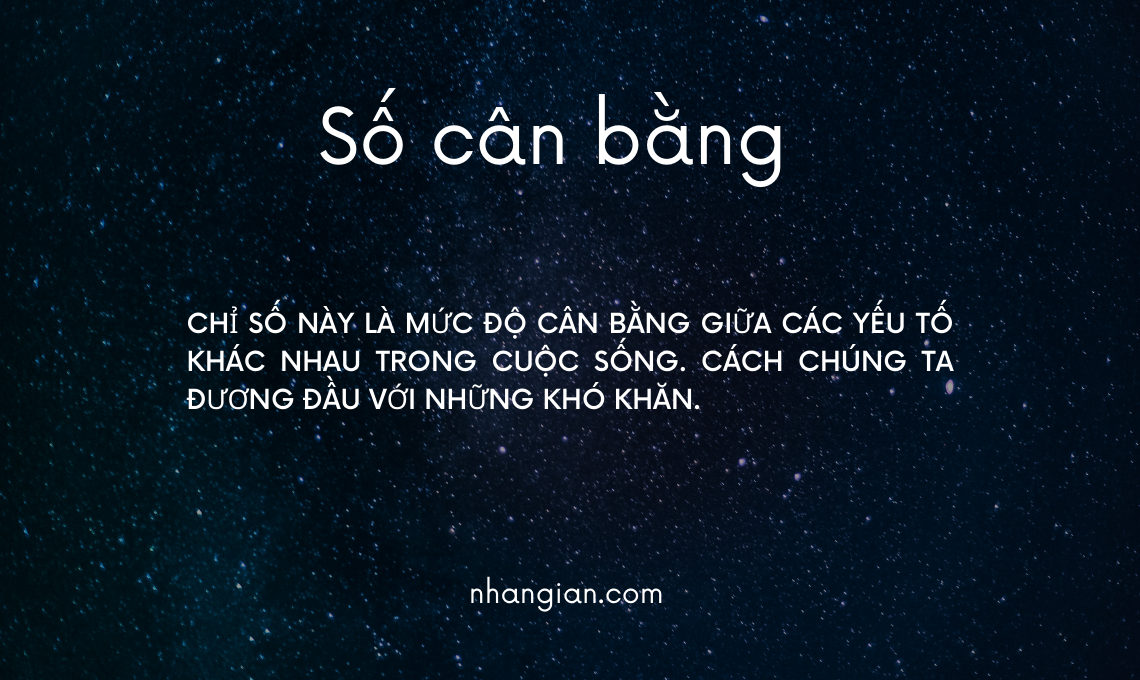 Số cân bằng
CHỈ SỐ NÀY LÀ MỨC ĐỘ CÂN BẰNG GIỮA CÁC YẾU TỐ
KHÁC NHAU TRONG CUỘC SỐNG. CÁCH CHÚNG TA
ĐƯƠNG ĐẦU VỚI NHỮNG KHÓ KHĂN.
nhangian.com